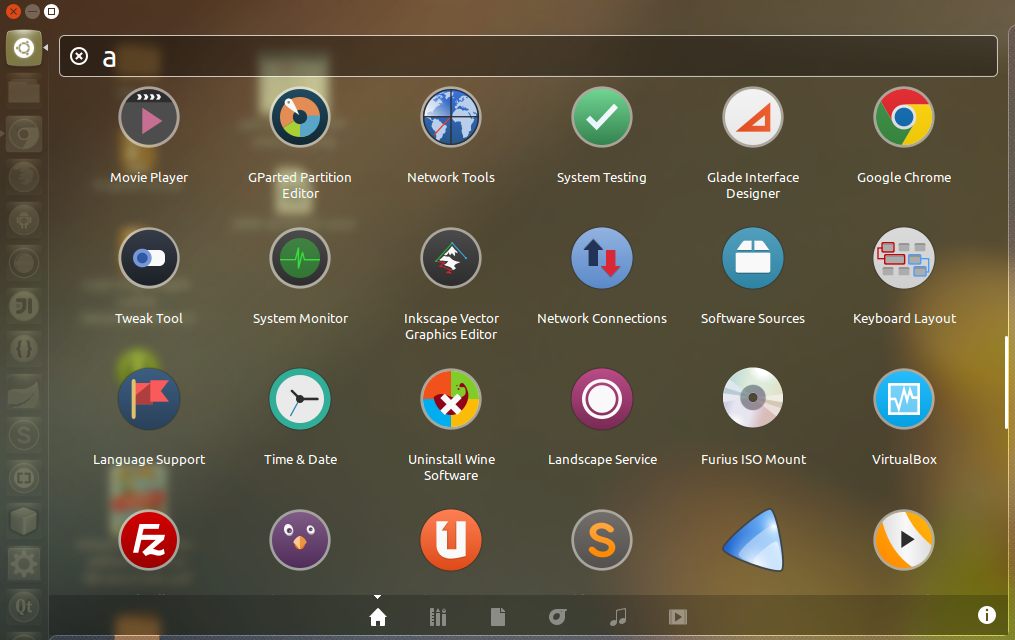 a
Movie Player
GParted Partition
Editor
Network Tools
System Testing
Glade Interface
Designer
Google Chrome
Tweak Tool
System Monitor
Inkscape Vector
Graphics Editor
Network Connections
Software Sources
Keyboard Layout
Language Support
Time & Date
Uninstall Wine
Software
Landscape Service
Furius ISO Mount
VirtualBox
Fz
U
S
S
Qt